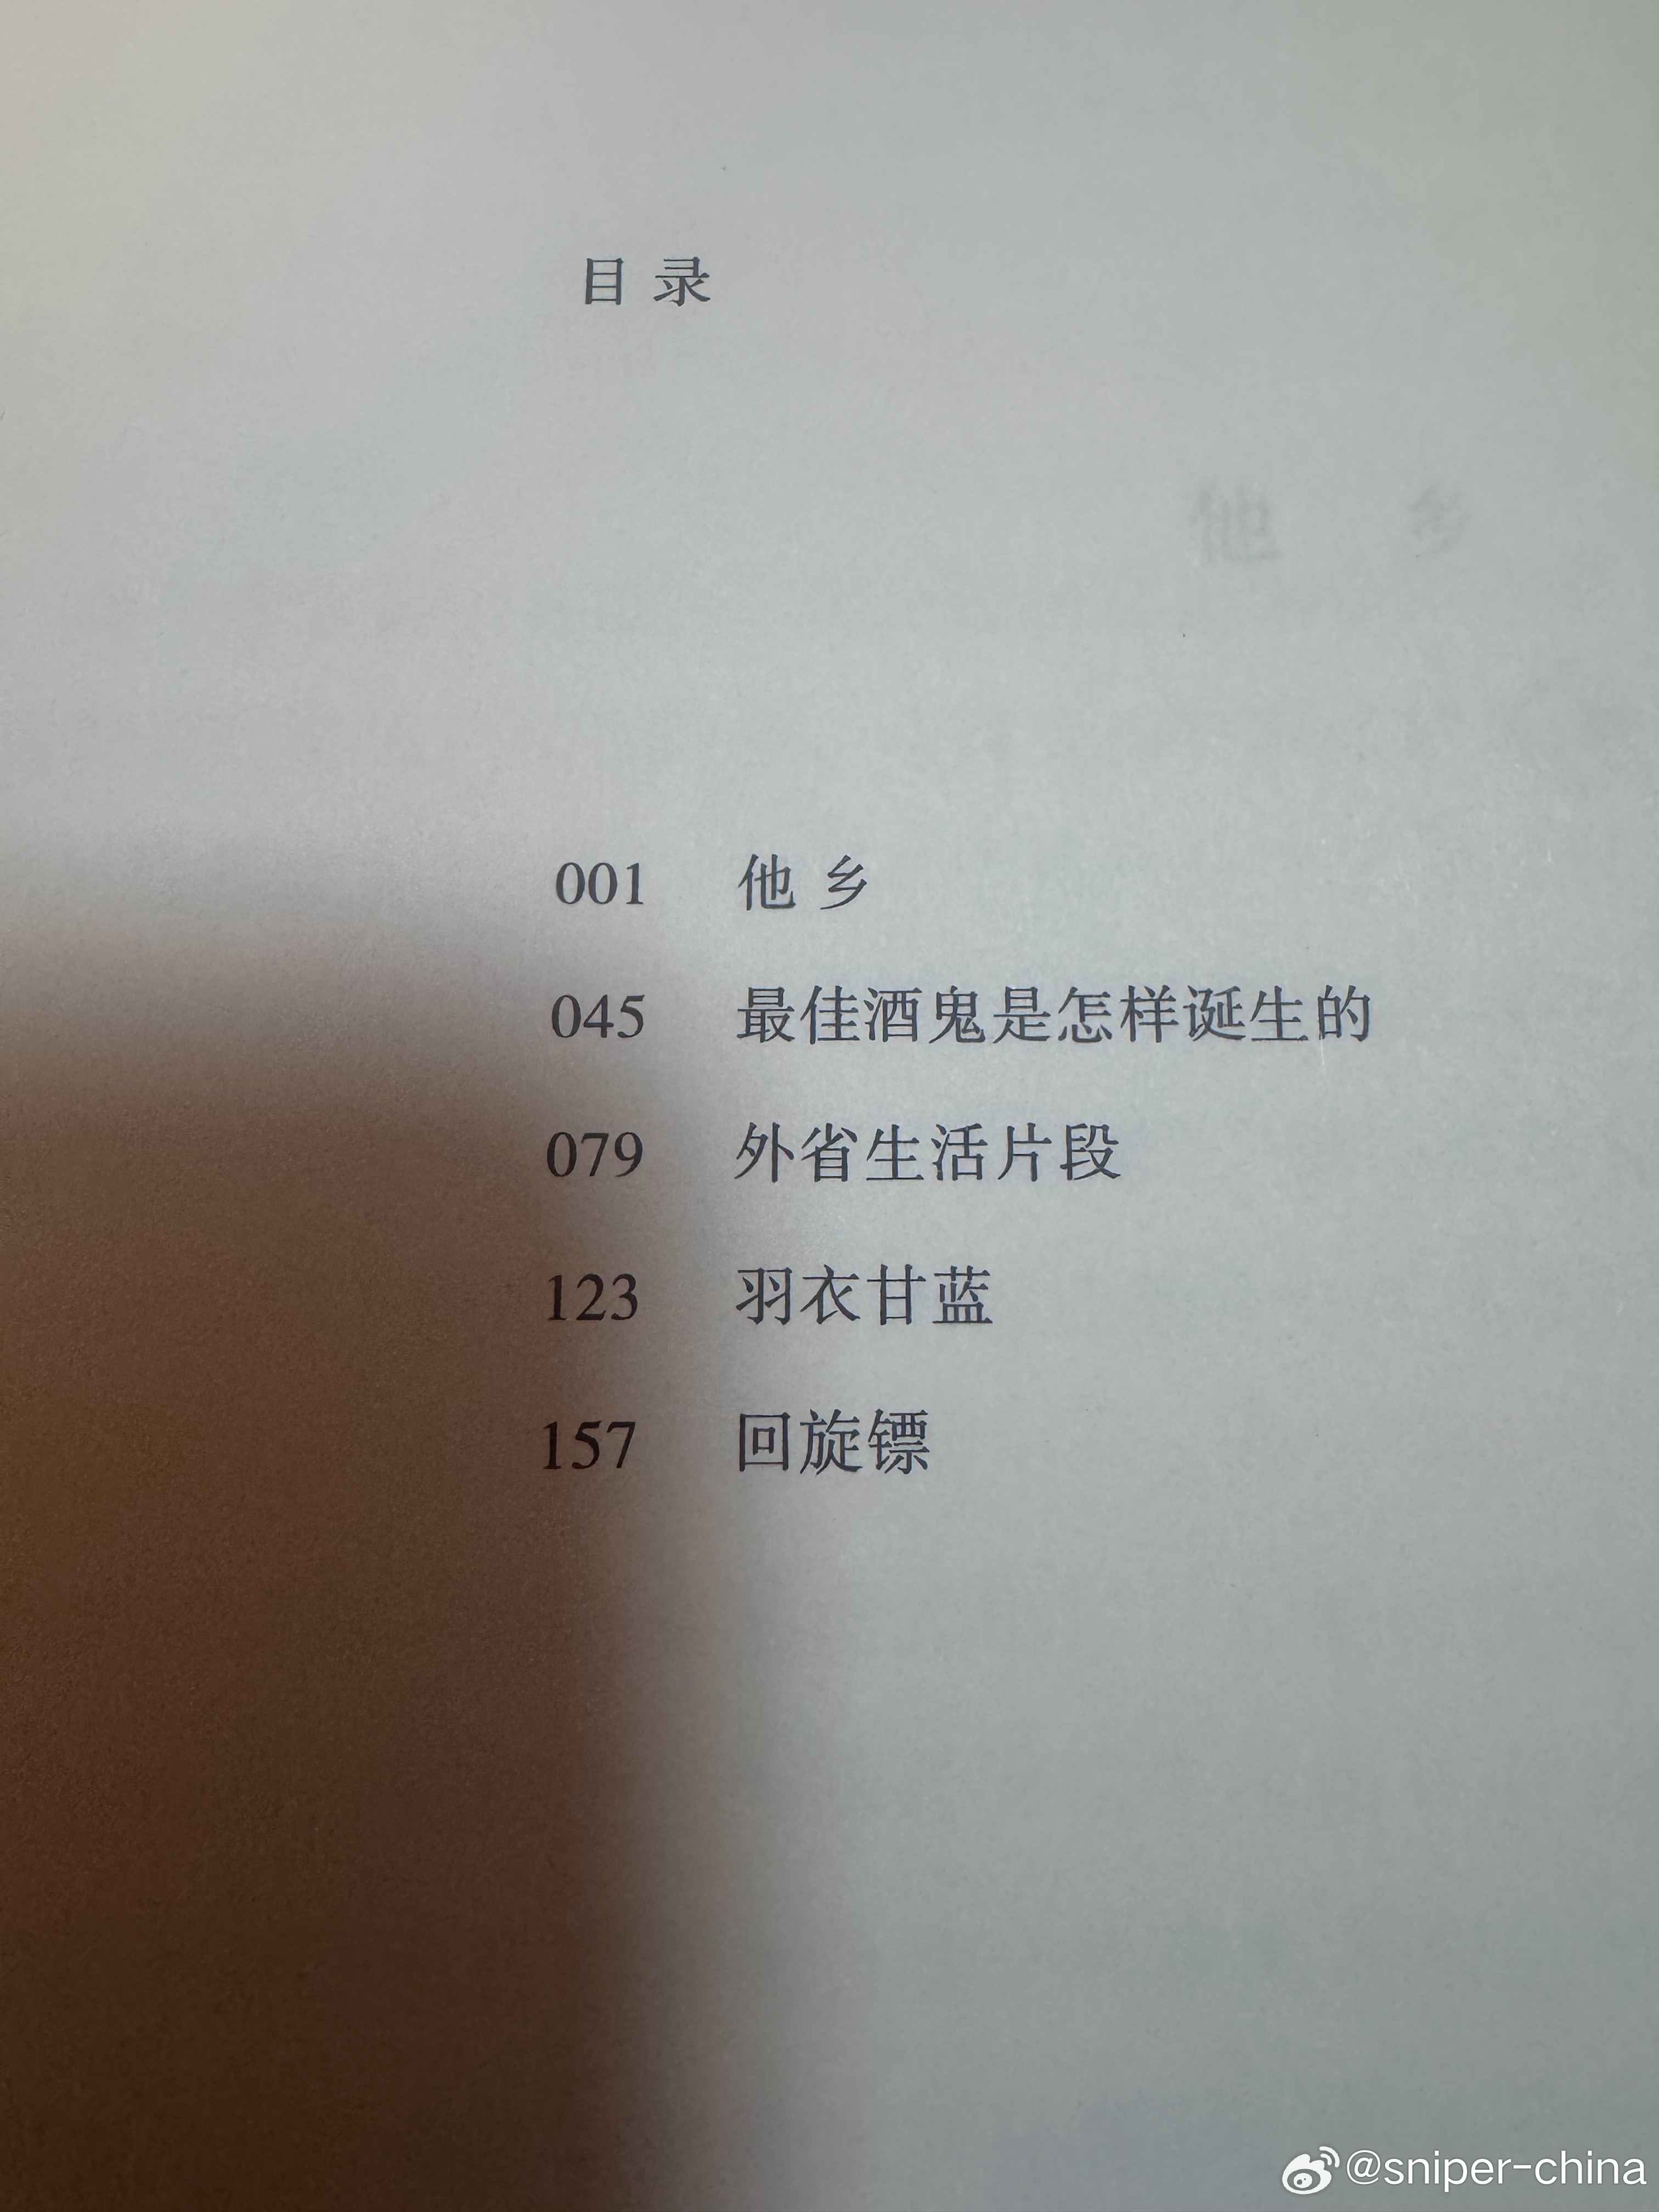 目录
他 乡
001 他乡
045 最佳酒鬼是怎样诞生的
079 外省生活片段
123 羽衣甘蓝
157 回旋镖
@sniper-china